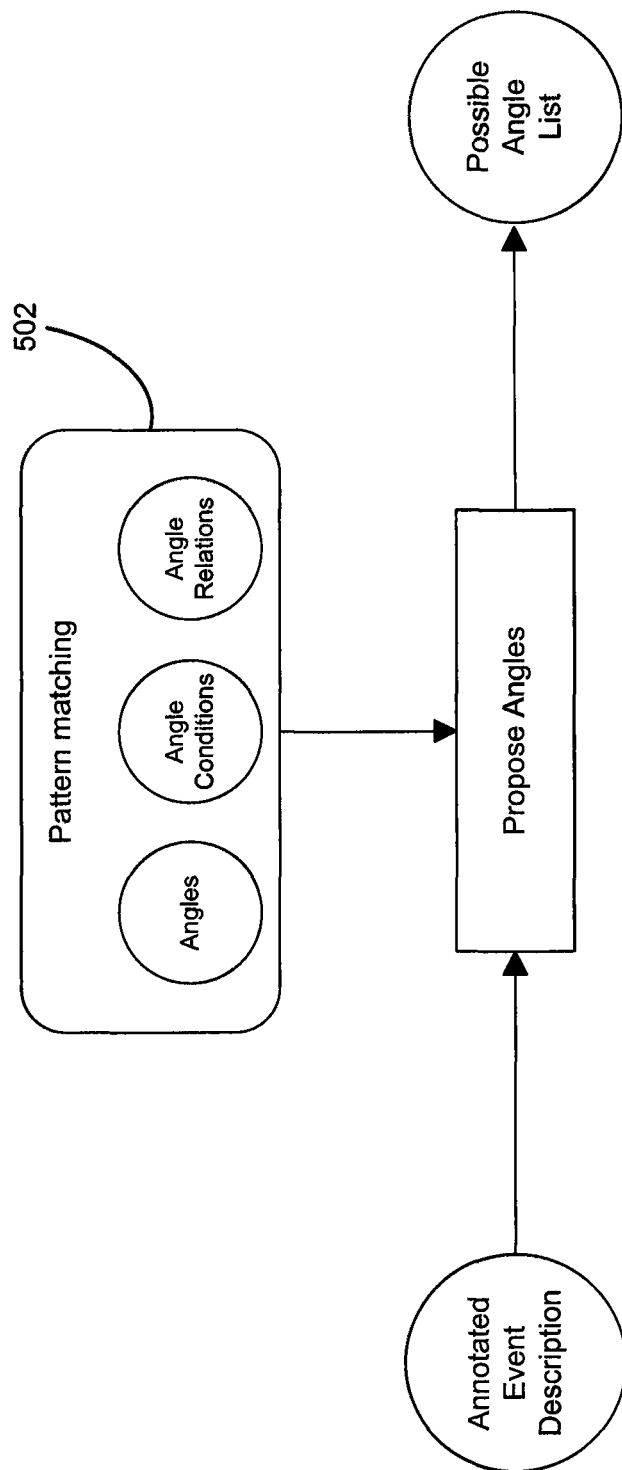 502
Pattern matching
Angles
Angle
Conditions
Angle
Relations
Annotated
Event
Description
Propose Angles
Possible
Angle
List